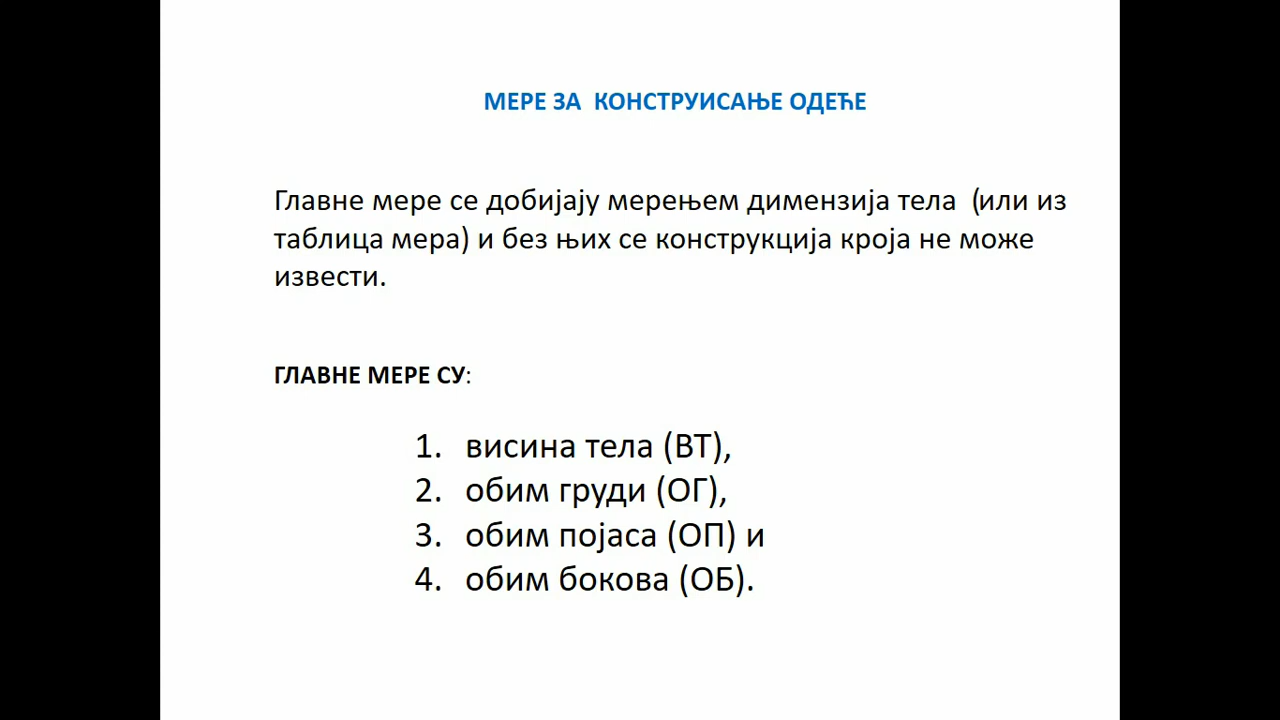 МЕРЕ ЗА  КОНСТРУИСАЊЕ ОДЕЋЕ
Главне мере се добијају мерењем димензија тела  (или из
таблица мера) и без њих се конструкција кроја не може
извести.
ГЛАВНЕ МЕРЕ СУ:
1. висина тела (ВТ),
2. обим груди (ОГ),
3. обим појаса (ОП) и
4. обим бокова (ОБ).